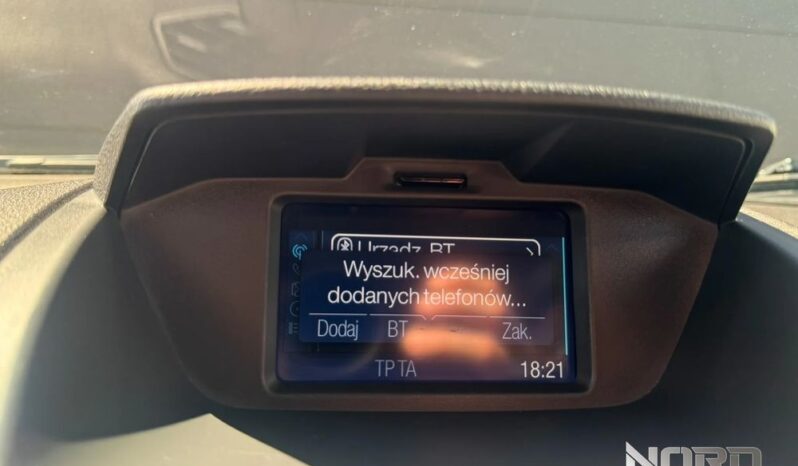 Urządz. BT
Wyszuk. wcześniej
dodanych telefonów...
Dodaj BT Zak.
TP TA 18:21
NORD